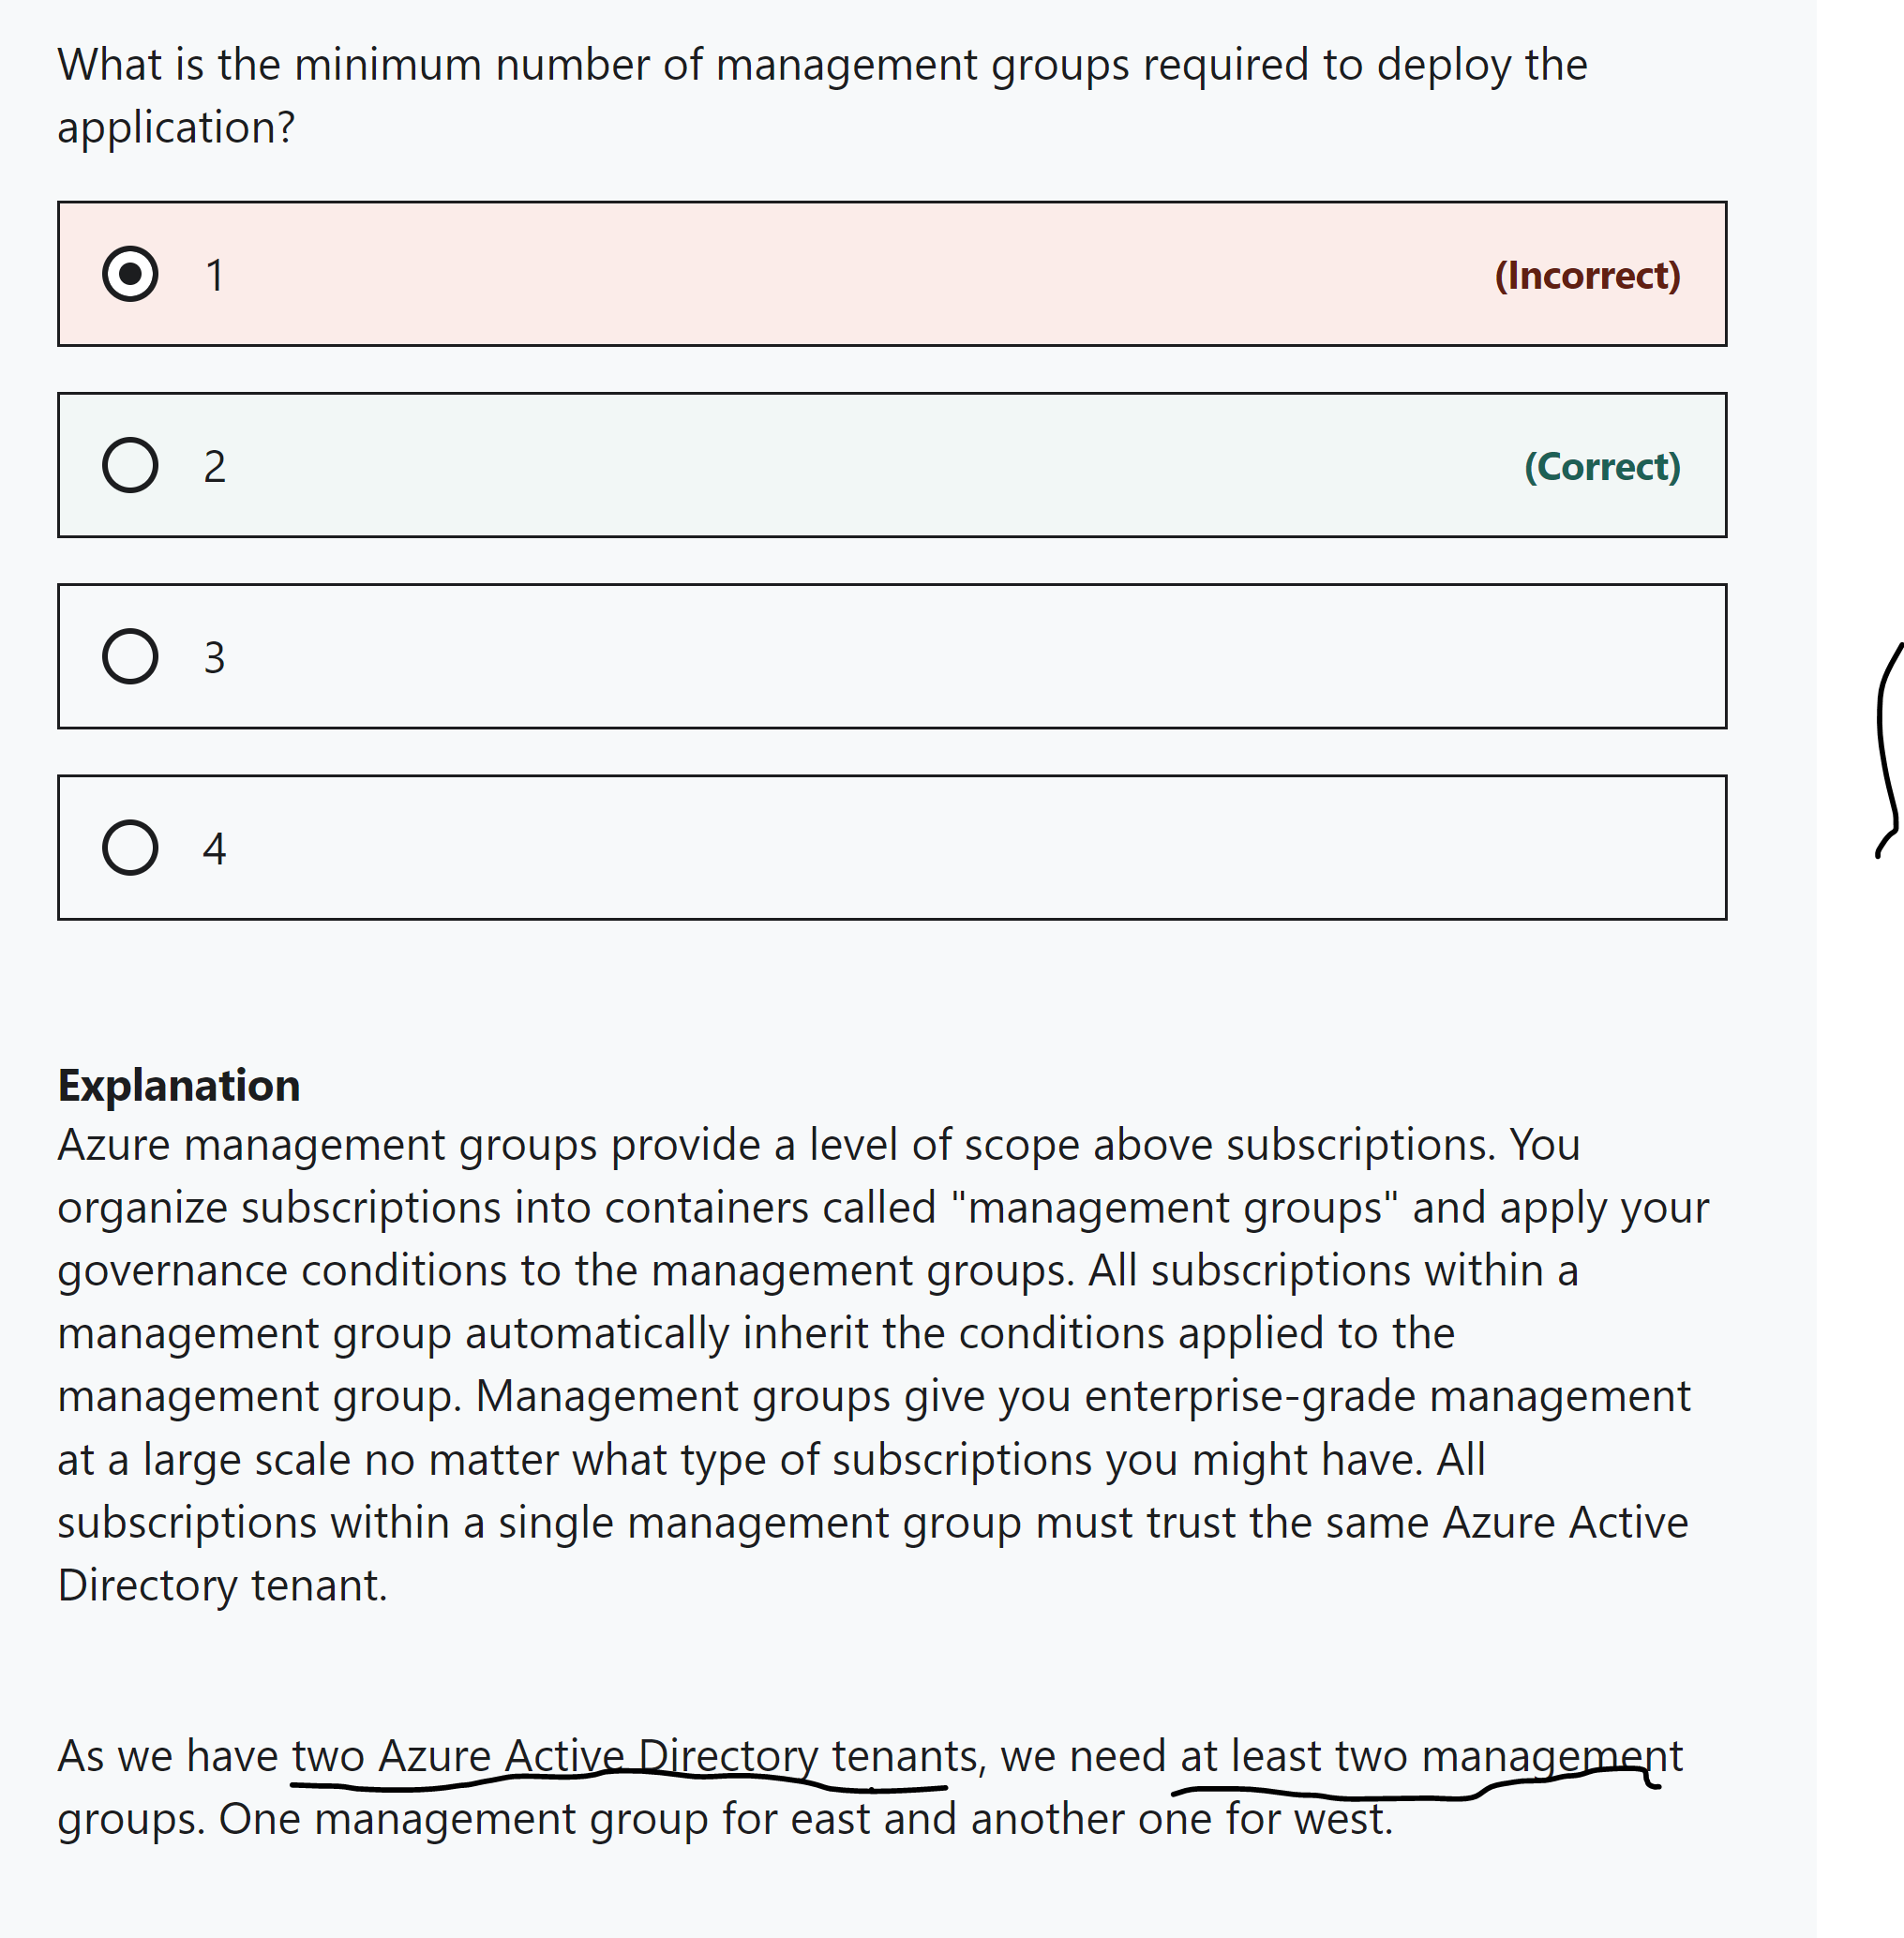 What is the minimum number of management groups required to deploy the
application?
1 (Incorrect)
2 (Correct)
3
4
Explanation
Azure management groups provide a level of scope above subscriptions. You
organize subscriptions into containers called "management groups" and apply your
governance conditions to the management groups. All subscriptions within a
management group automatically inherit the conditions applied to the
management group. Management groups give you enterprise-grade management
at a large scale no matter what type of subscriptions you might have. All
subscriptions within a single management group must trust the same Azure Active
Directory tenant.
As we have two Azure Active Directory tenants, we need at least two management
groups. One management group for east and another one for west.